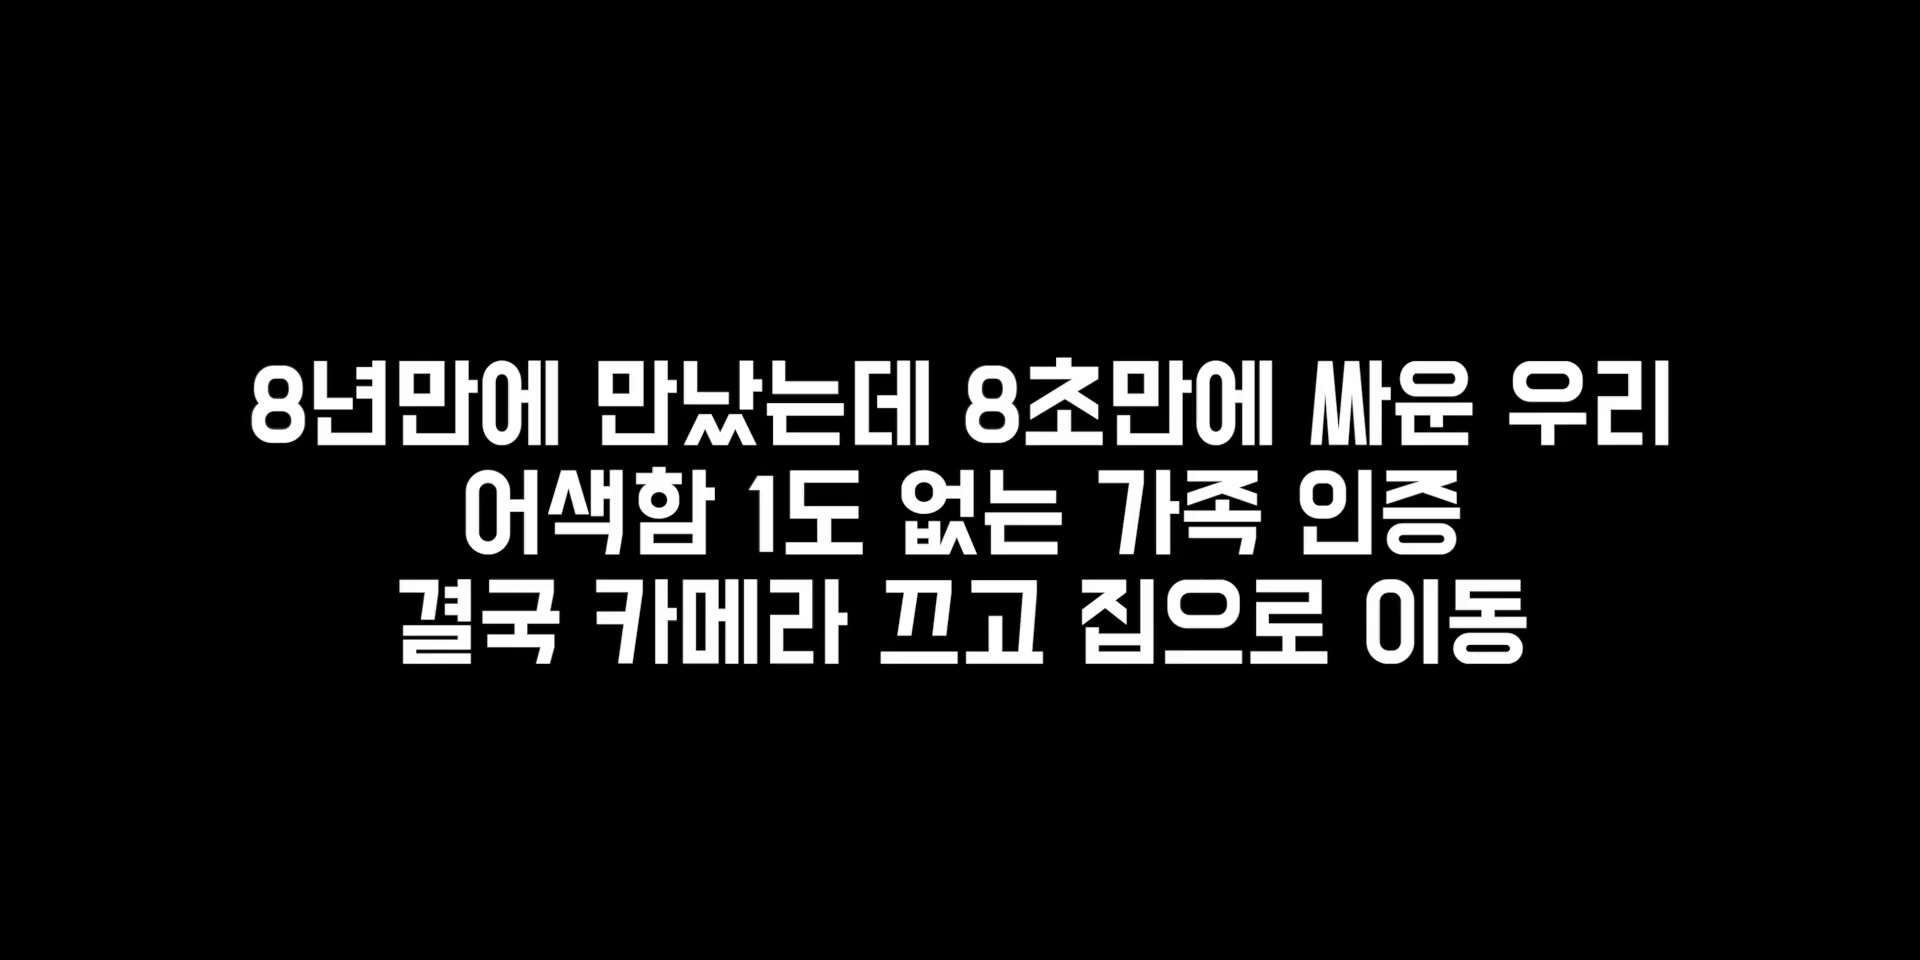 8년만에 만났는데 8초만에 싸운 우리
어색함 1도 없는 가족 인증
결국 카메라 끄고 집으로 이동